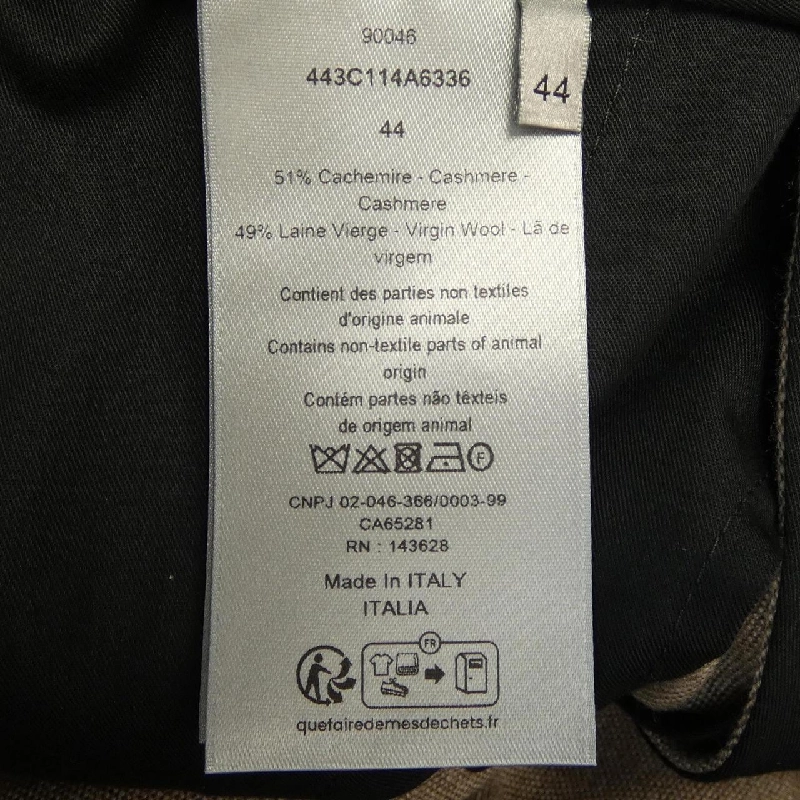 90046
443C114A6336
44
44
51% Cachemire - Cashmere -
Cashmere
49% Laine Vierge - Virgin Wool - Lã de
virgem
Contient des parties non textiles
d'origine animale
Contains non-textile parts of animal
origin
Contém partes não têxteis
de origem animal
F
CNPJ 02-046-366/0003-99
CA65281
RN : 143628
Made In ITALY
ITALIA
FR
quefairedemesdechets.fr